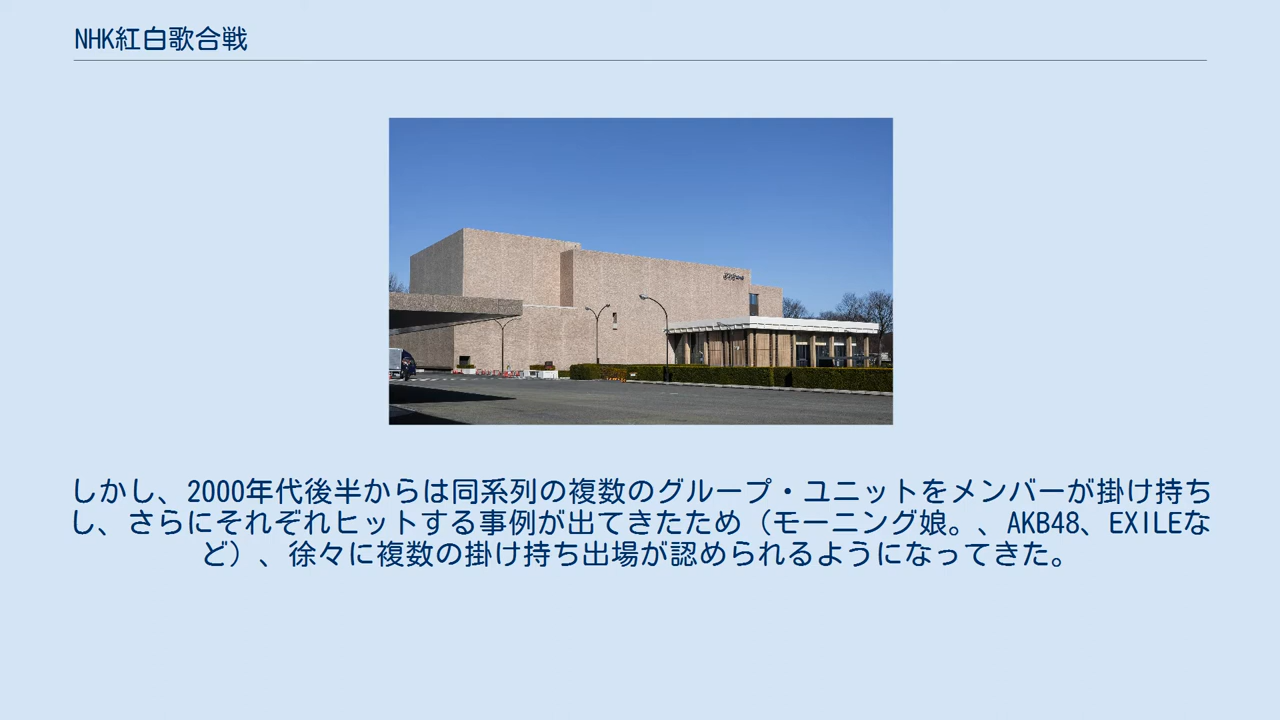 NHK紅白歌合戦
しかし、2000年代後半からは同系列の複数のグループ・ユニットをメンバーが掛け持ち
し、さらにそれぞれヒットする事例が出てきたため（モーニング娘。、AKB48、EXILEな
ど）、徐々に複数の掛け持ち出場が認められるようになってきた。